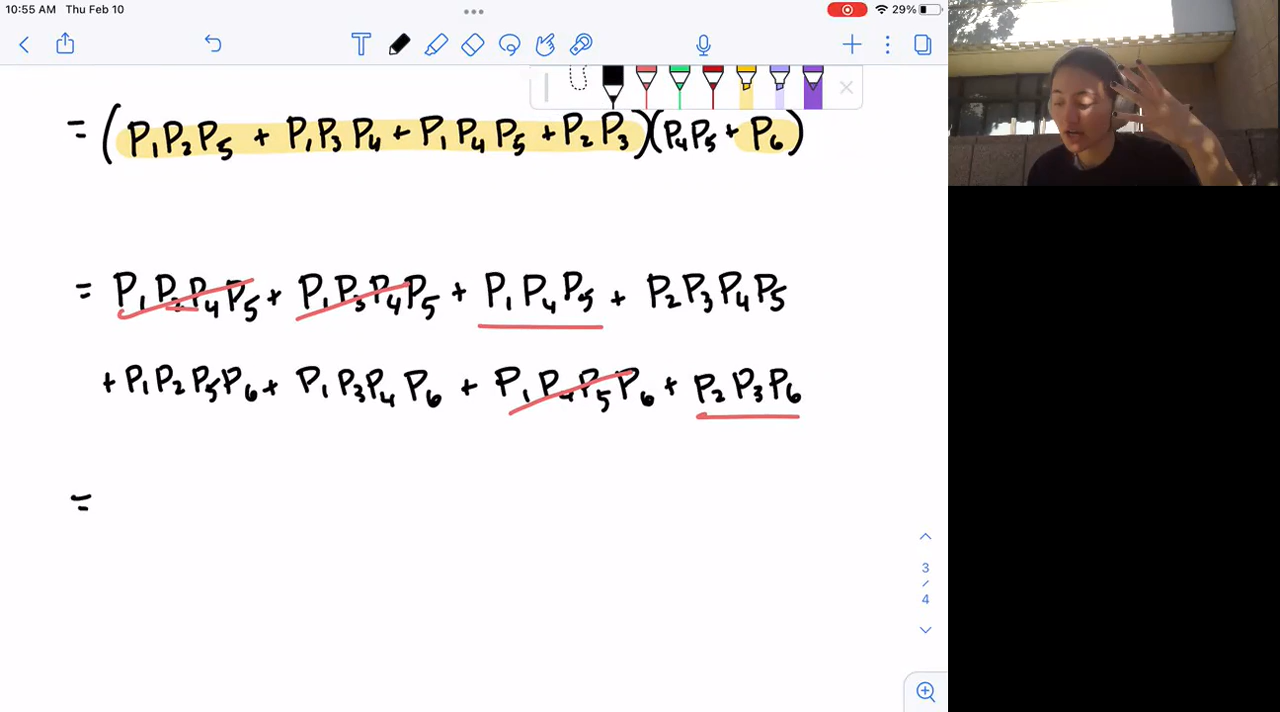 10:55 AM Thu Feb 10
29%
= (P₁P₂P₅ + P₁P₃P₄ + P₁P₄P₅ + P₂P₃)(P₄P₅ + P₆)
= P₁P₂P₄P₅ + P₁P₃P₄P₅ + P₁P₄P₅ + P₂P₃P₄P₅
+ P₁P₂P₅P₆ + P₁P₃P₄P₆ + P₁P₄P₅P₆ + P₂P₃P₆
=
3
/
4